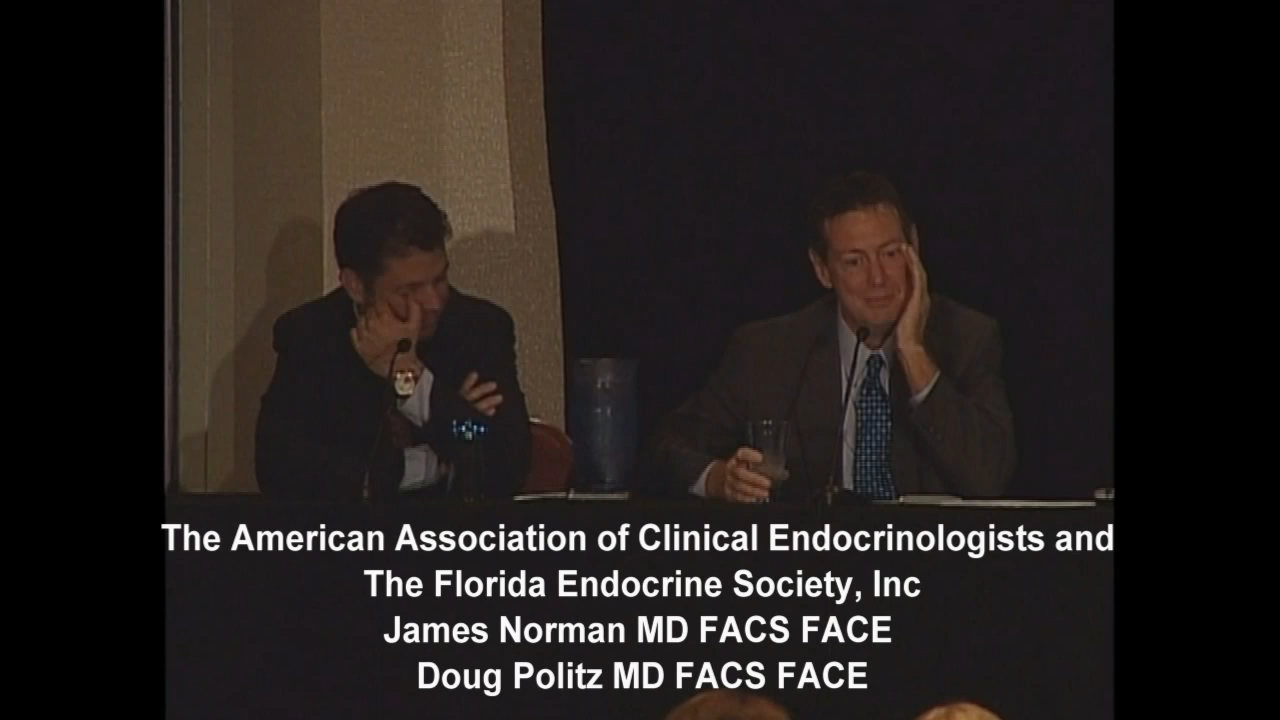 The American Association of Clinical Endocrinologists and
The Florida Endocrine Society, Inc
James Norman MD FACS FACE
Doug Politz MD FACS FACE